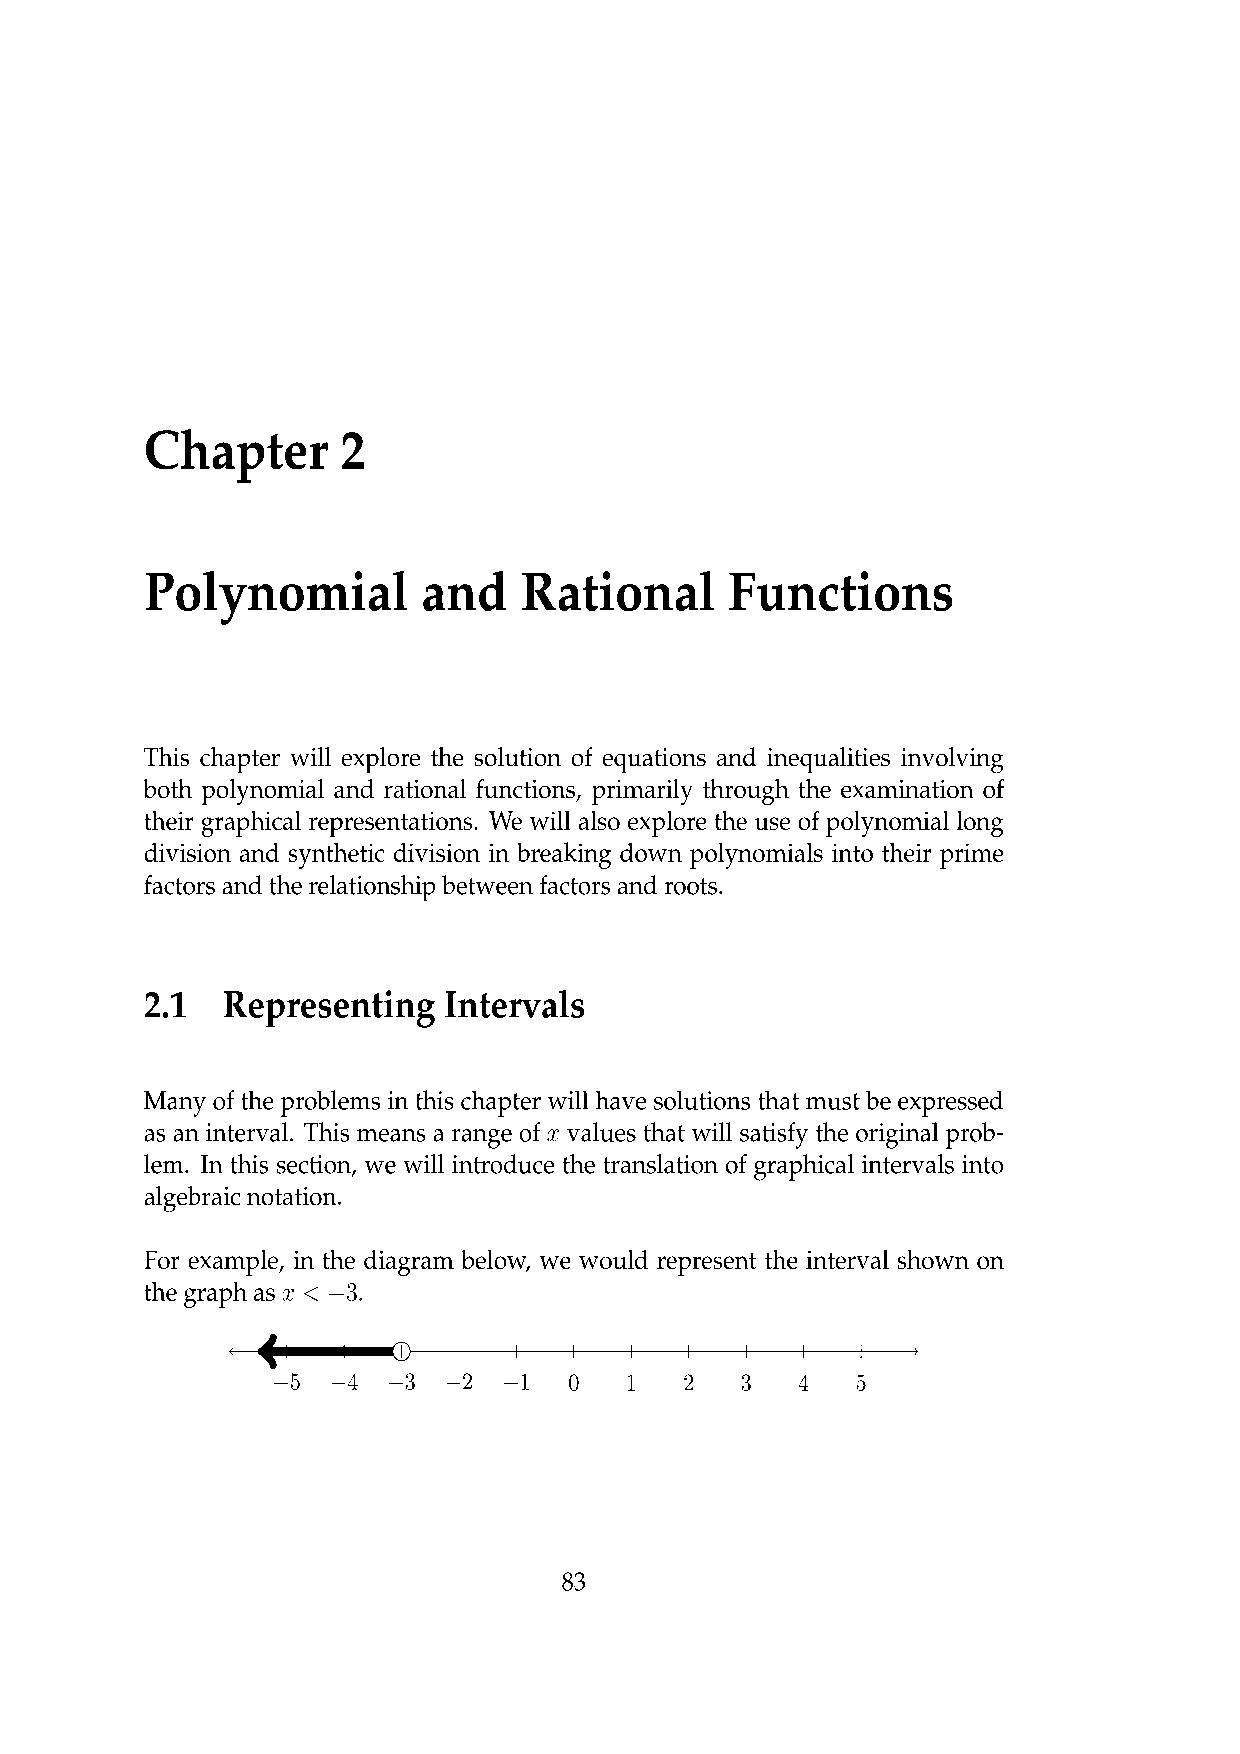 Chapter 2
Polynomial and Rational Functions
This chapter will explore the solution of equations and inequalities involving
both polynomial and rational functions, primarily through the examination of
their graphical representations. We will also explore the use of polynomial long
division and synthetic division in breaking down polynomials into their prime
factors and the relationship between factors and roots.
2.1 Representing Intervals
Many of the problems in this chapter will have solutions that must be expressed
as an interval. This means a range of x values that will satisfy the original prob-
lem. In this section, we will introduce the translation of graphical intervals into
algebraic notation.
For example, in the diagram below, we would represent the interval shown on
the graph as x < −3.
−5 −4 −3 −2 −1 0 1 2 3 4 5
83